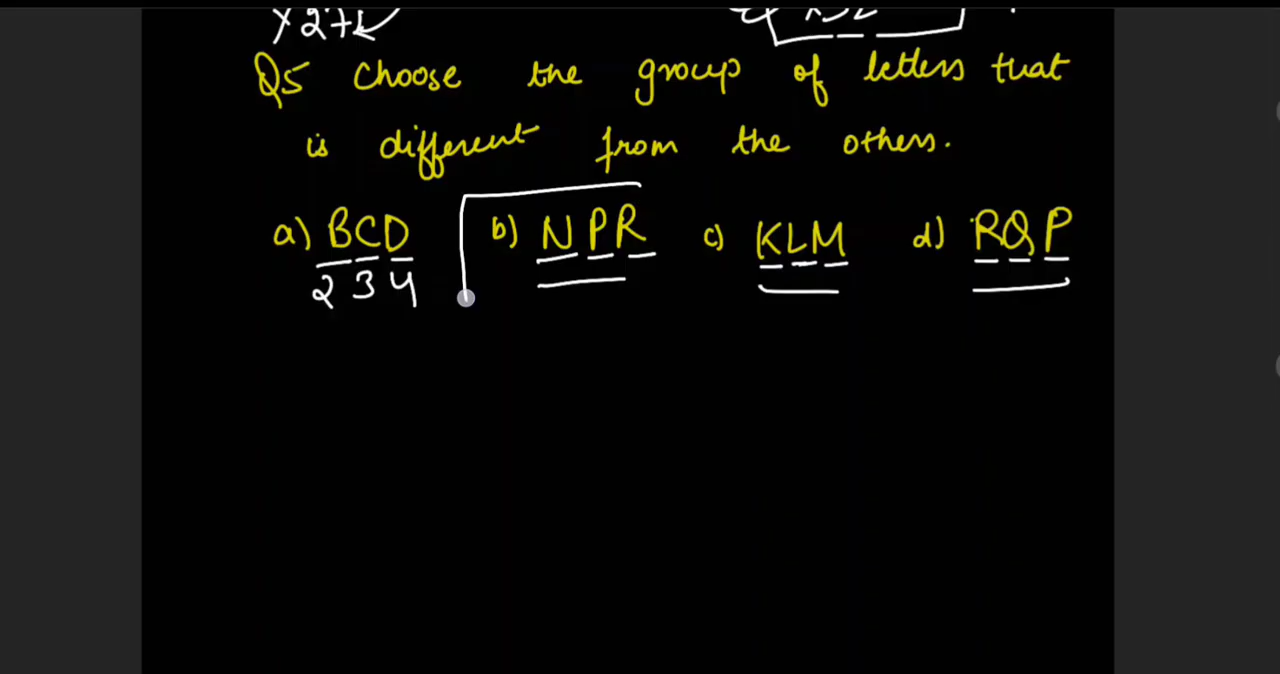 x 27
Q5 Choose the group of letters that
is different from the others.
a) BCD b) NPR c) KLM d) RQP
2 3 4